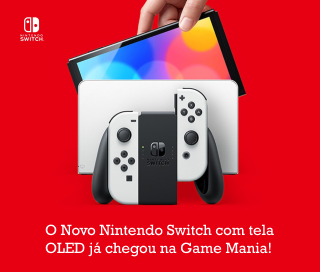 NINTENDO
SWITCH
O Novo Nintendo Switch com tela
OLED já chegou na Game Mania!